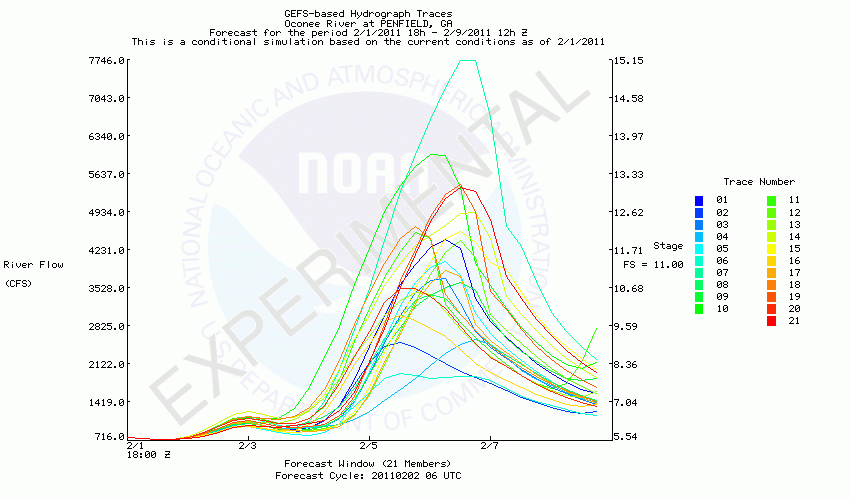 GEFS-based Hydrograph Traces
Oconee River at PENFIELD, GA
Forecast for the period 2/1/2011 18h - 2/9/2011 12h Z
This is a conditional simulation based on the current conditions as of 2/1/2011
7746.0 15.15
7043.0 14.58
6340.0 13.97
5637.0 13.33
4934.0 12.62
4231.0 11.71
3528.0 10.68
2825.0 9.59
2122.0 8.36
1419.0 7.04
716.0 5.54
River Flow
(CFS)
Stage
FS = 11.00
NATIONAL OCEANIC AND ATMOSPHERIC ADMINISTRATION
NOAA
U.S. DEPARTMENT OF COMMERCE
EXPERIMENTAL
Trace Number
01 11
02 12
03 13
04 14
05 15
06 16
07 17
08 18
09 19
10 20
21
2/1 2/3 2/5 2/7
18:00 Z
Forecast Window (21 Members)
Forecast Cycle: 20110202 06 UTC